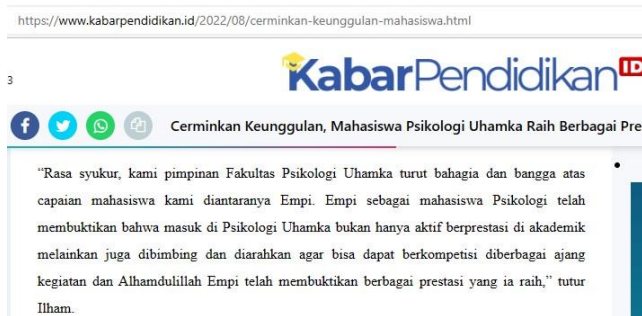 https://www.kabarpendidikan.id/2022/08/cerminkan-keunggulan-mahasiswa.html
3
KabarPendidikan ID
Cerminkan Keunggulan, Mahasiswa Psikologi Uhamka Raih Berbagai Pre
“Rasa syukur, kami pimpinan Fakultas Psikologi Uhamka turut bahagia dan bangga atas
capaian mahasiswa kami diantaranya Empi. Empi sebagai mahasiswa Psikologi telah
membuktikan bahwa masuk di Psikologi Uhamka bukan hanya aktif berprestasi di akademik
melainkan juga dibimbing dan diarahkan agar bisa dapat berkompetisi diberbagai ajang
kegiatan dan Alhamdulillah Empi telah membuktikan berbagai prestasi yang ia raih,” tutur
Ilham.